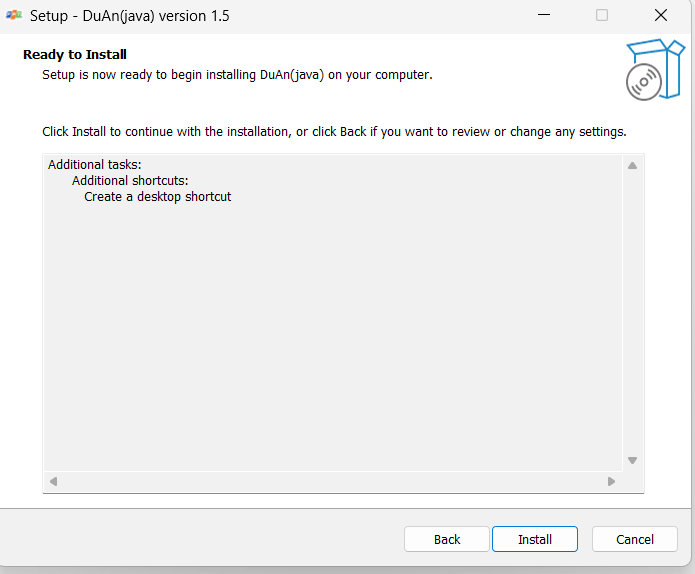 Setup - DuAn(java) version 1.5
Ready to Install
Setup is now ready to begin installing DuAn(java) on your computer.
Click Install to continue with the installation, or click Back if you want to review or change any settings.
Additional tasks:
Additional shortcuts:
Create a desktop shortcut
Back
Install
Cancel